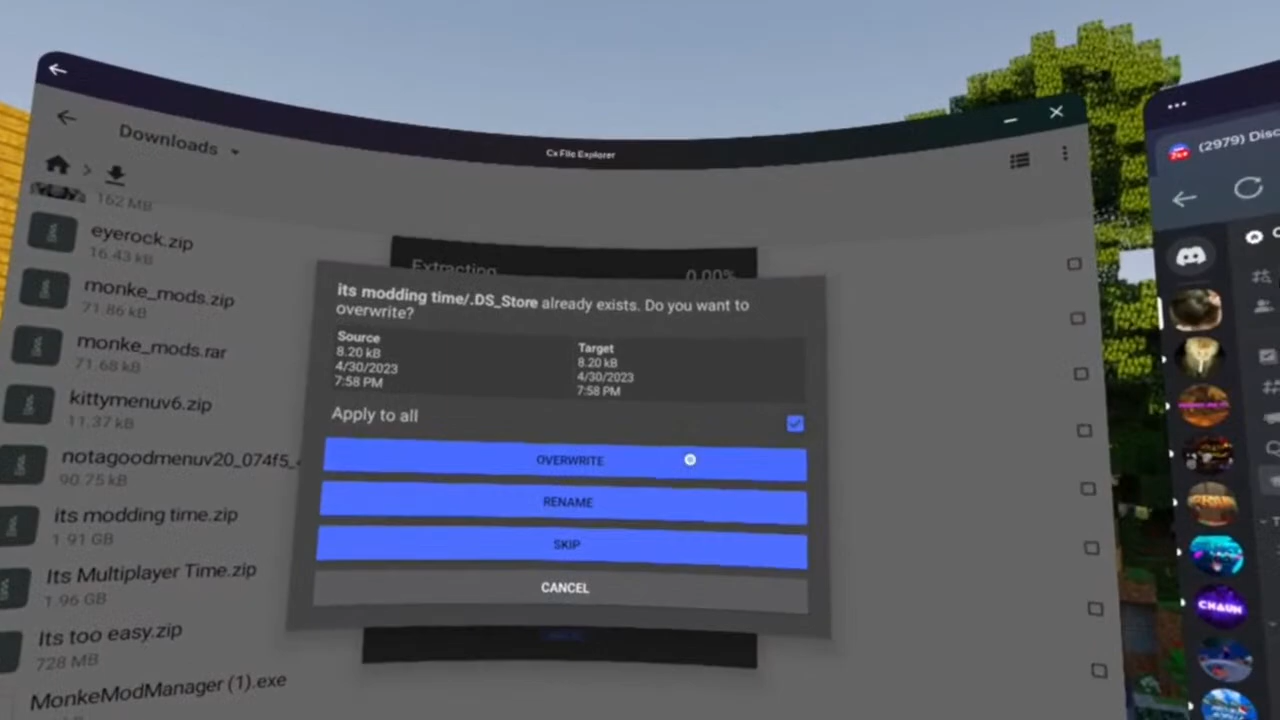 Cx File Explorer
Downloads
162 MB
eyerock.zip
16.43 kB
monke_mods.zip
71.86 kB
monke_mods.rar
71.68 kB
kittymenuv6.zip
11.37 kB
notagoodmenuv20_074f5_
90.75 kB
its modding time.zip
1.91 GB
Its Multiplayer Time.zip
1.96 GB
Its too easy.zip
728 MB
MonkeModManager (1).exe
Extracting
0.00%
its modding time/.DS_Store already exists. Do you want to
overwrite?
Source
8.20 kB
4/30/2023
7:58 PM
Target
8.20 kB
4/30/2023
7:58 PM
Apply to all
OVERWRITE
RENAME
SKIP
CANCEL
(2979) Disc
CHAUN